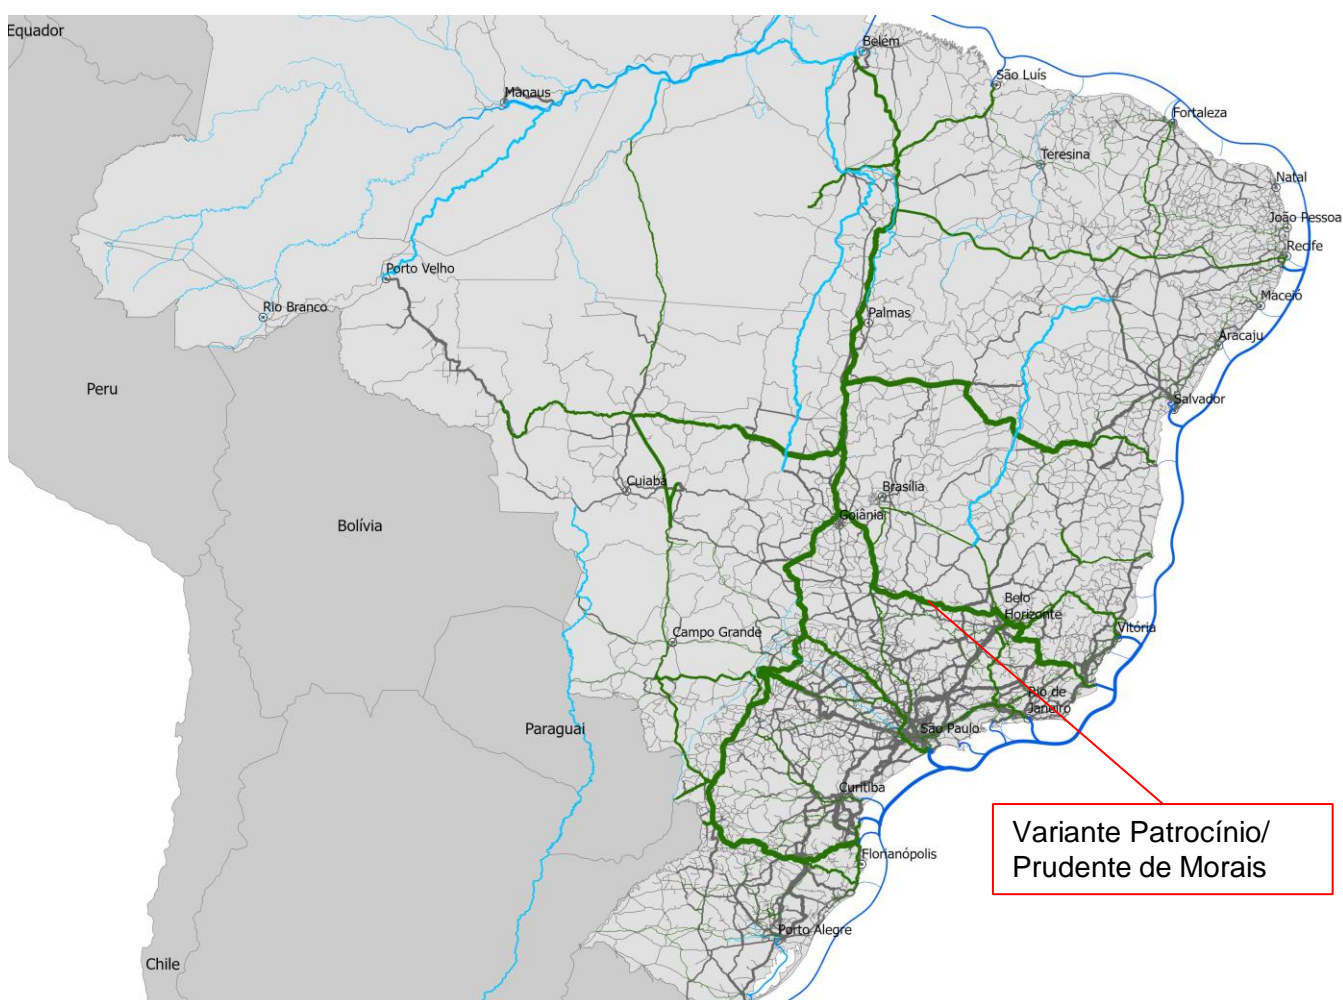 Equador
Belém
São Luís
Manaus
Fortaleza
Teresina
Natal
João Pessoa
Recife
Porto Velho
Maceió
Rio Branco
Palmas
Aracaju
Peru
Salvador
Cuiabá
Brasília
Goiânia
Bolívia
Belo
Horizonte
Vitória
Campo Grande
Rio de
Janeiro
Paraguai
São Paulo
Curitiba
Variante Patrocínio/
Prudente de Morais
Florianópolis
Porto Alegre
Chile